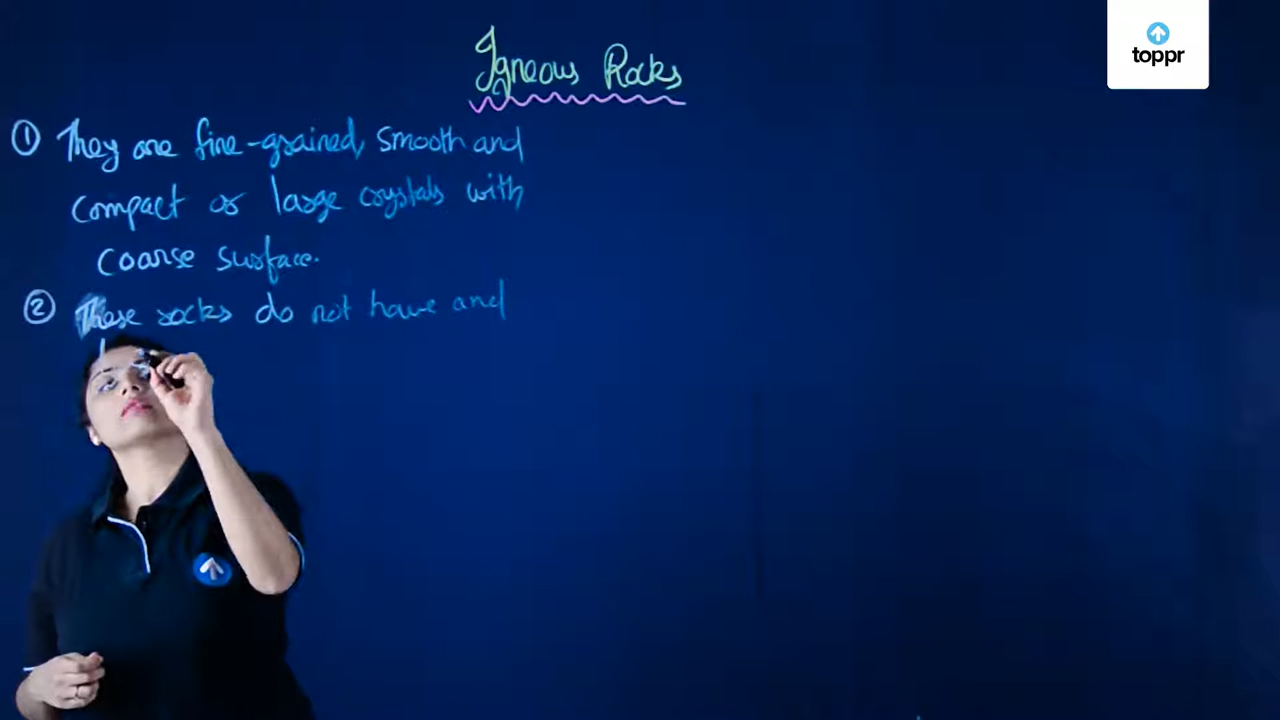 Igneous Rocks
toppr
① They are fine-grained, smooth and
compact or large crystals with
coarse surface.
② These rocks do not have and